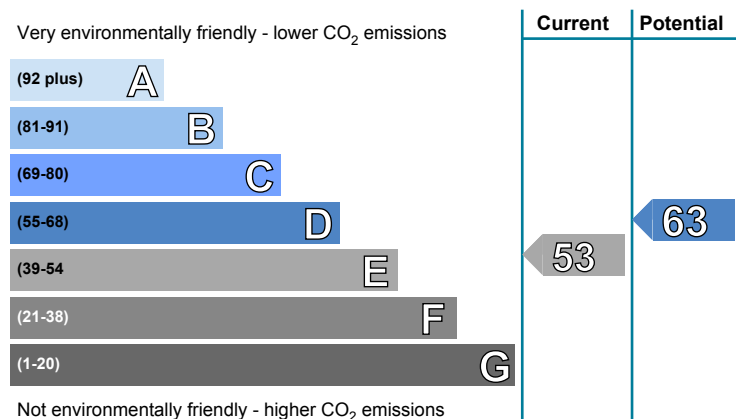 Very environmentally friendly - lower CO2 emissions
Current
Potential
(92 plus) A
(81-91) B
(69-80) C
(55-68) D
63
(39-54 E
53
(21-38) F
(1-20) G
Not environmentally friendly - higher CO2 emissions